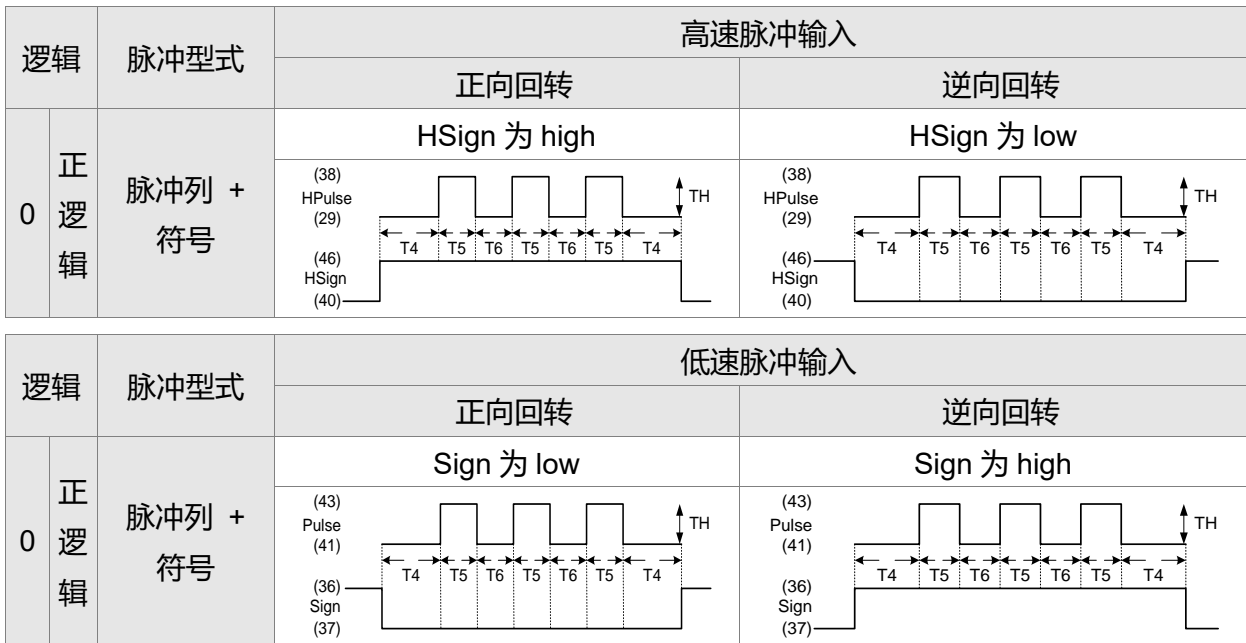 逻辑
脉冲型式
高速脉冲输入
正向回转
逆向回转
0
正逻辑
脉冲列 + 符号
HSign 为 high
HSign 为 low
(38)
HPulse
(29)
TH
T4 T5 T6 T5 T6 T5 T4
(46)
HSign
(40)
(38)
HPulse
(29)
TH
T4 T5 T6 T5 T6 T5 T4
(46)
HSign
(40)
逻辑
脉冲型式
低速脉冲输入
正向回转
逆向回转
0
正逻辑
脉冲列 + 符号
Sign 为 low
Sign 为 high
(43)
Pulse
(41)
TH
T4 T5 T6 T5 T6 T5 T4
(36)
Sign
(37)
(43)
Pulse
(41)
TH
T4 T5 T6 T5 T6 T5 T4
(36)
Sign
(37)